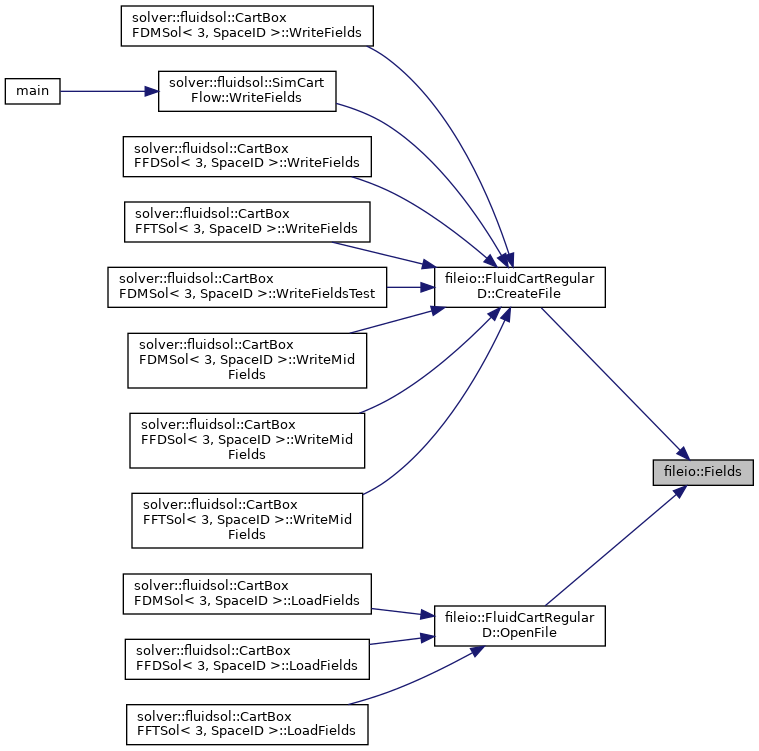 solver::fluidsol::CartBox
FDMSol< 3, SpaceID >::WriteFields
main
solver::fluidsol::SimCart
Flow::WriteFields
solver::fluidsol::CartBox
FFDSol< 3, SpaceID >::WriteFields
solver::fluidsol::CartBox
FFTSol< 3, SpaceID >::WriteFields
solver::fluidsol::CartBox
FDMSol< 3, SpaceID >::WriteFieldsTest
fileio::FluidCartRegular
D::CreateFile
solver::fluidsol::CartBox
FDMSol< 3, SpaceID >::WriteMid
Fields
solver::fluidsol::CartBox
FFDSol< 3, SpaceID >::WriteMid
Fields
fileio::Fields
solver::fluidsol::CartBox
FFTSol< 3, SpaceID >::WriteMid
Fields
solver::fluidsol::CartBox
FDMSol< 3, SpaceID >::LoadFields
fileio::FluidCartRegular
D::OpenFile
solver::fluidsol::CartBox
FFDSol< 3, SpaceID >::LoadFields
solver::fluidsol::CartBox
FFTSol< 3, SpaceID >::LoadFields